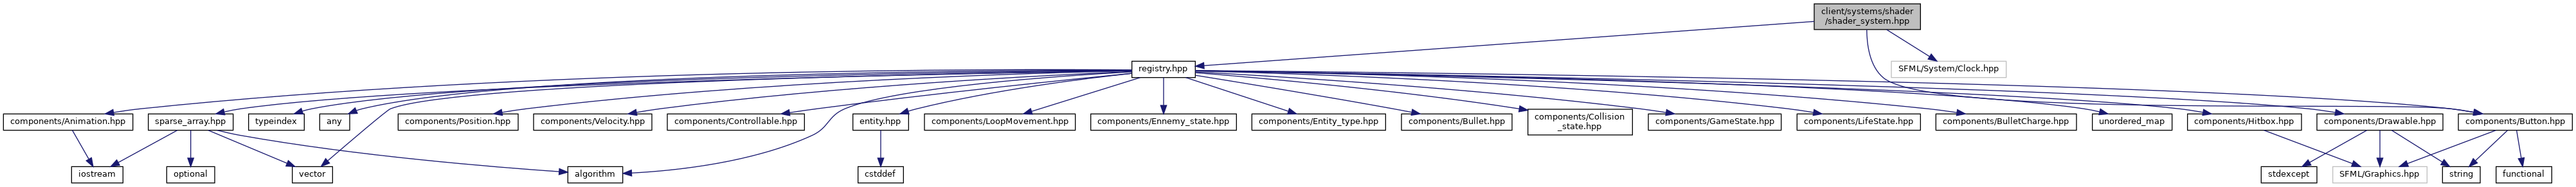 client/systems/shader
/shader_system.hpp
registry.hpp
SFML/System/Clock.hpp
components/Animation.hpp
sparse_array.hpp
typeindex
any
components/Position.hpp
components/Velocity.hpp
components/Controllable.hpp
entity.hpp
components/LoopMovement.hpp
components/Ennemy_state.hpp
components/Entity_type.hpp
components/Bullet.hpp
components/Collision
_state.hpp
components/GameState.hpp
components/LifeState.hpp
components/BulletCharge.hpp
unordered_map
components/Hitbox.hpp
components/Drawable.hpp
components/Button.hpp
iostream
optional
vector
algorithm
cstddef
stdexcept
SFML/Graphics.hpp
string
functional